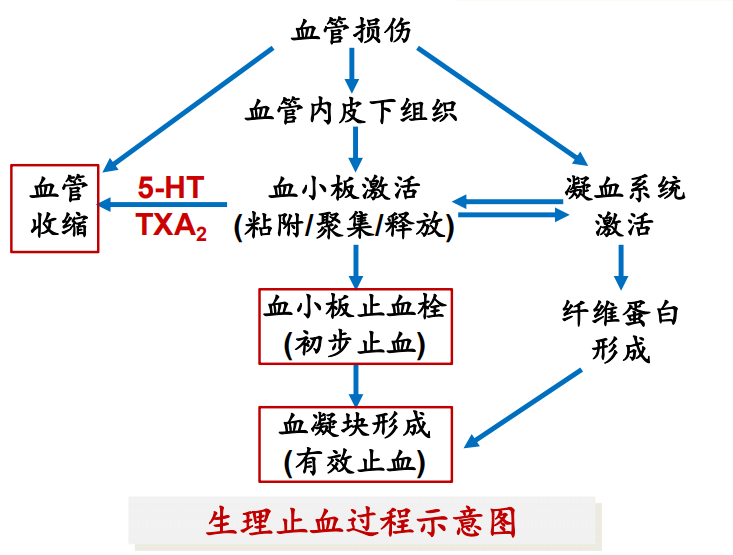 血管损伤
血管内皮下组织
血管
收缩
5-HT
TXA₂
血小板激活
(粘附/聚集/释放)
凝血系统
激活
血小板止血栓
(初步止血)
纤维蛋白
形成
血凝块形成
(有效止血)
生理止血过程示意图